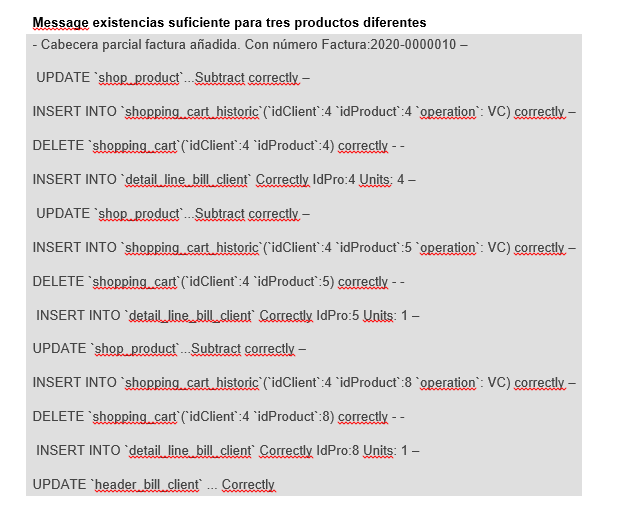 Message existencias suficiente para tres productos diferentes
- Cabecera parcial factura añadida. Con número Factura:2020-0000010 –
UPDATE `shop_product`...Subtract correctly –
INSERT INTO `shopping_cart_historic`(`idClient`:4 `idProduct`:4 `operation`: VC) correctly –
DELETE `shopping_cart`(`idClient`:4 `idProduct`:4) correctly - -
INSERT INTO `detail_line_bill_client` Correctly IdPro:4 Units: 4 –
UPDATE `shop_product`...Subtract correctly –
INSERT INTO `shopping_cart_historic`(`idClient`:4 `idProduct`:5 `operation`: VC) correctly –
DELETE `shopping_cart`(`idClient`:4 `idProduct`:5) correctly - -
INSERT INTO `detail_line_bill_client` Correctly IdPro:5 Units: 1 –
UPDATE `shop_product`...Subtract correctly –
INSERT INTO `shopping_cart_historic`(`idClient`:4 `idProduct`:8 `operation`: VC) correctly –
DELETE `shopping_cart`(`idClient`:4 `idProduct`:8) correctly - -
INSERT INTO `detail_line_bill_client` Correctly IdPro:8 Units: 1 –
UPDATE `header_bill_client` ... Correctly